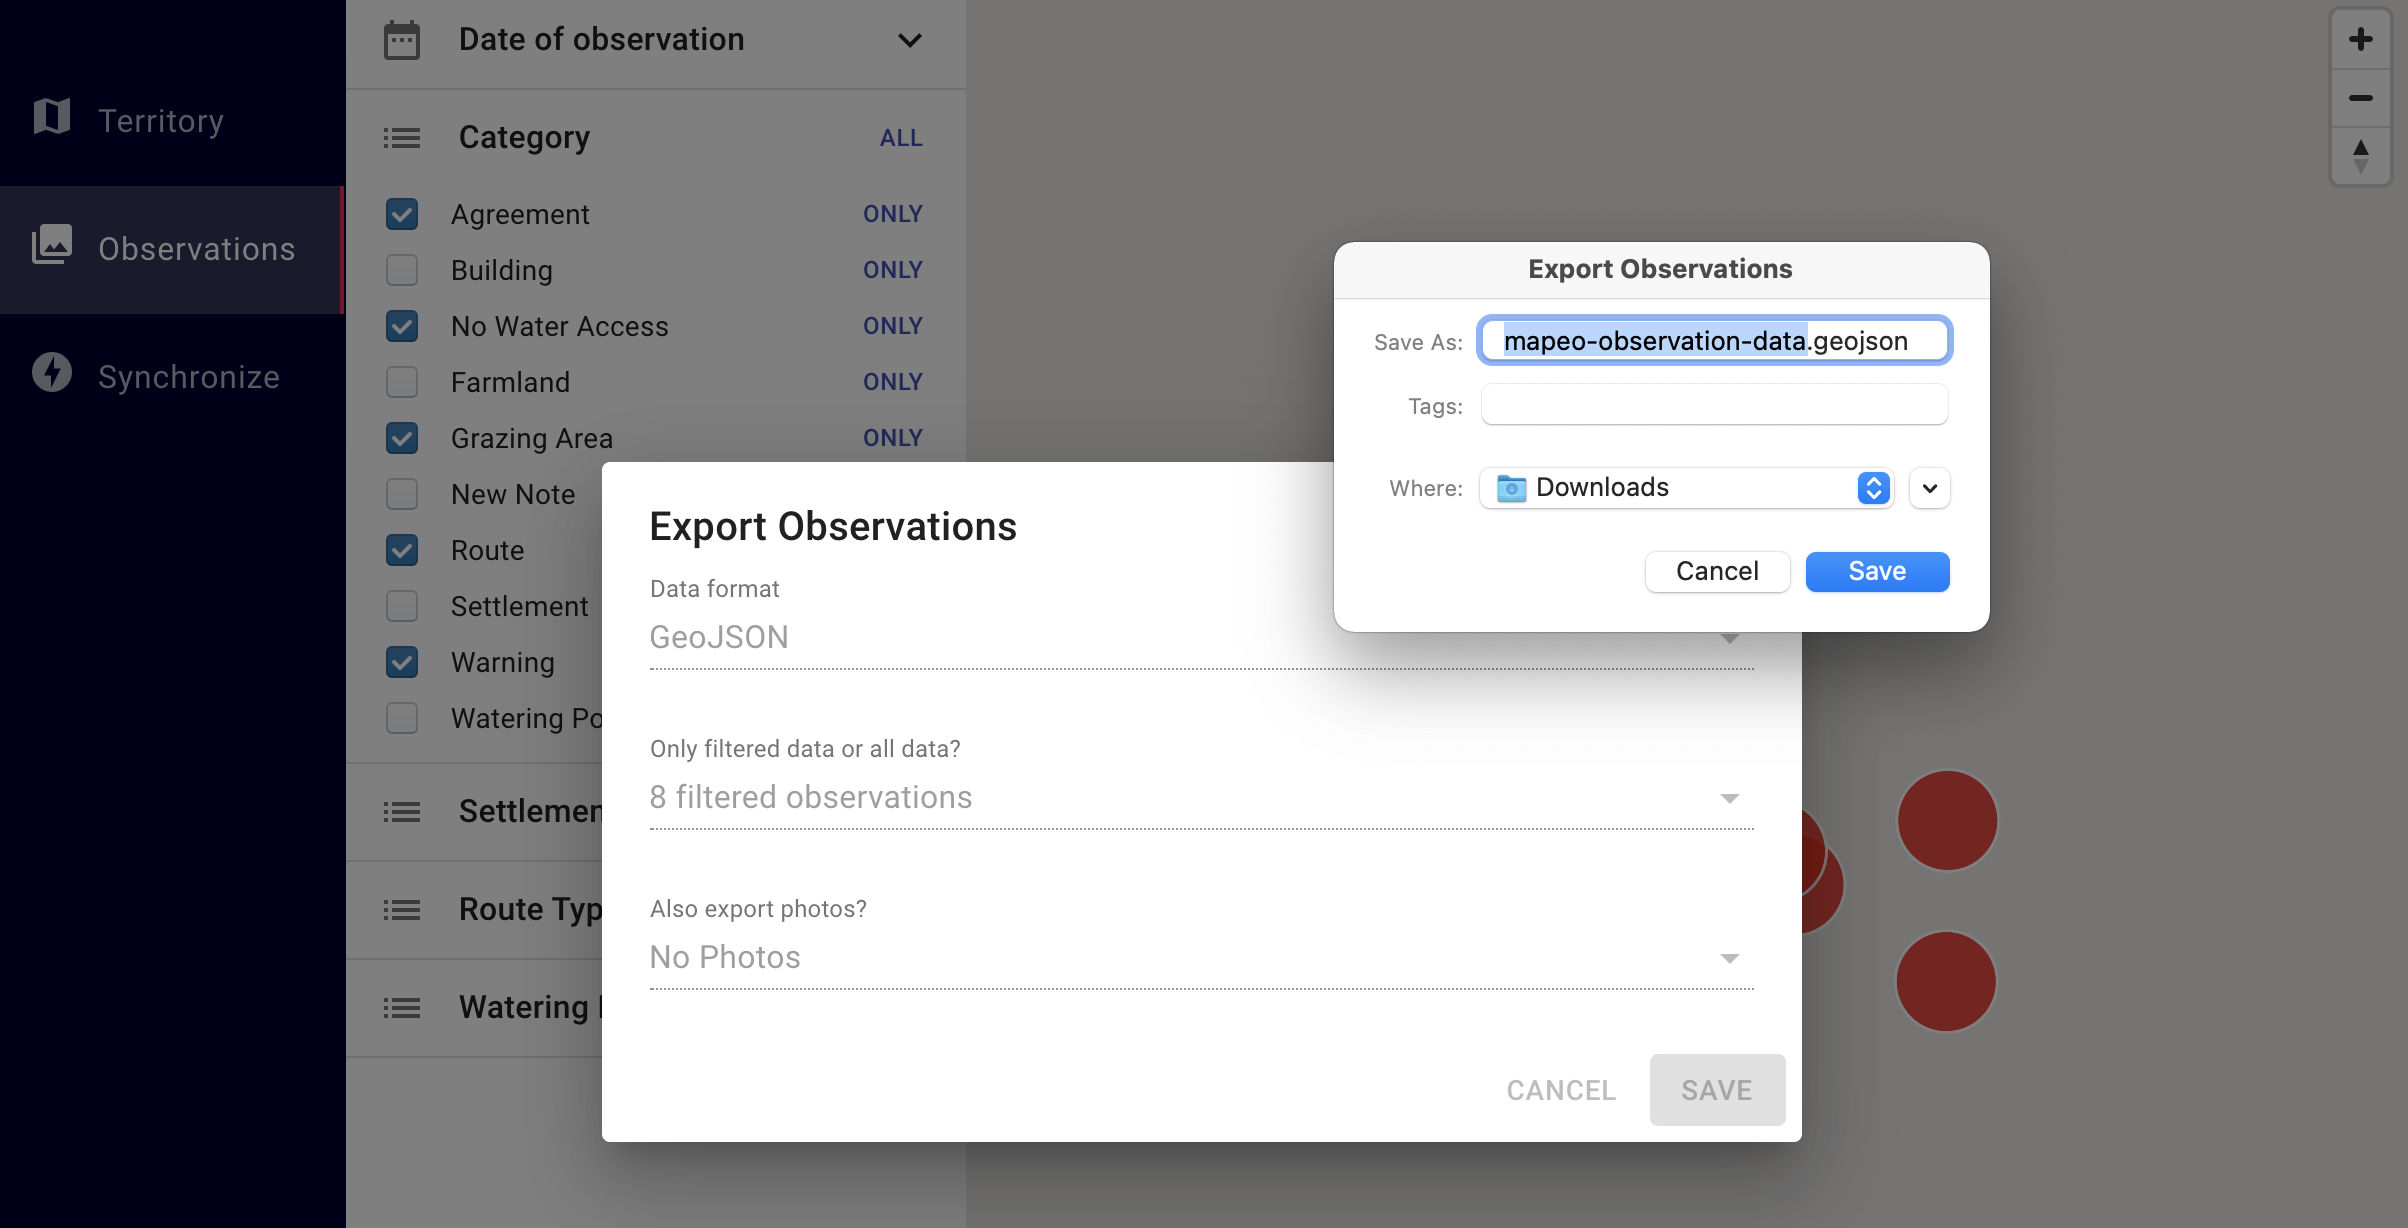 Territory
Observations
Synchronize
Date of observation
Category ALL
Agreement ONLY
Building ONLY
No Water Access ONLY
Farmland ONLY
Grazing Area ONLY
New Note
Route
Settlement
Warning
Watering Po
Settlemen
Route Typ
Watering
Export Observations
Data format
GeoJSON
Only filtered data or all data?
8 filtered observations
Also export photos?
No Photos
CANCEL SAVE
Export Observations
Save As: mapeo-observation-data.geojson
Tags:
Where: Downloads
Cancel Save